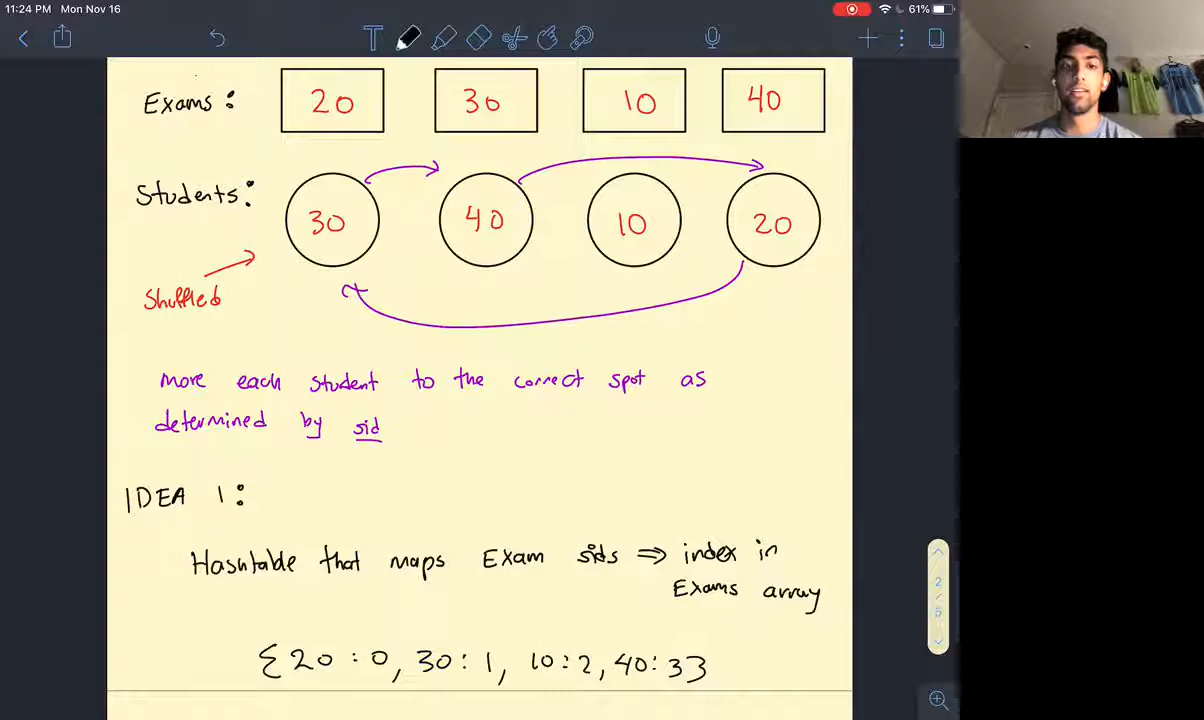 11:24 PM Mon Nov 16
61%
Exams: 20 30 10 40
Students: 30 40 10 20
Shuffled
move each student to the correct spot as
determined by sid
IDEA 1:
Hashtable that maps Exam sids ⇒ index in
Exams array
{20:0, 30:1, 10:2, 40:3}
2/5